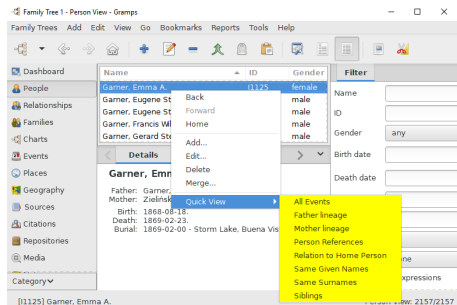 Family Tree 1 - Person View - Gramps
Family Trees Add Edit View Go Bookmarks Reports Tools Help
Dashboard
People
Relationships
Families
Charts
Events
Places
Geography
Sources
Citations
Repositories
Media
Category
Name ID Gender
Garner, Emma A. I1125 female
Garner, Eugene St male
Garner, Eugene St male
Garner, Francis Wi male
Garner, Gerard Ste male
Details
Garner, Emm
Father: Garner,
Mother: Zielińsk
Birth: 1868-08-18.
Death: 1869-02-23.
Burial: 1869-02-00 - Storm Lake, Buena Vis
Back
Forward
Home
Add...
Edit...
Delete
Merge...
Quick View
All Events
Father lineage
Mother lineage
Person References
Relation to Home Person
Same Given Names
Same Surnames
Siblings
Filter
Name
ID
Gender any
Birth date
Death date
one
expressions
[I1125] Garner, Emma A.
Person View: 2157/2157